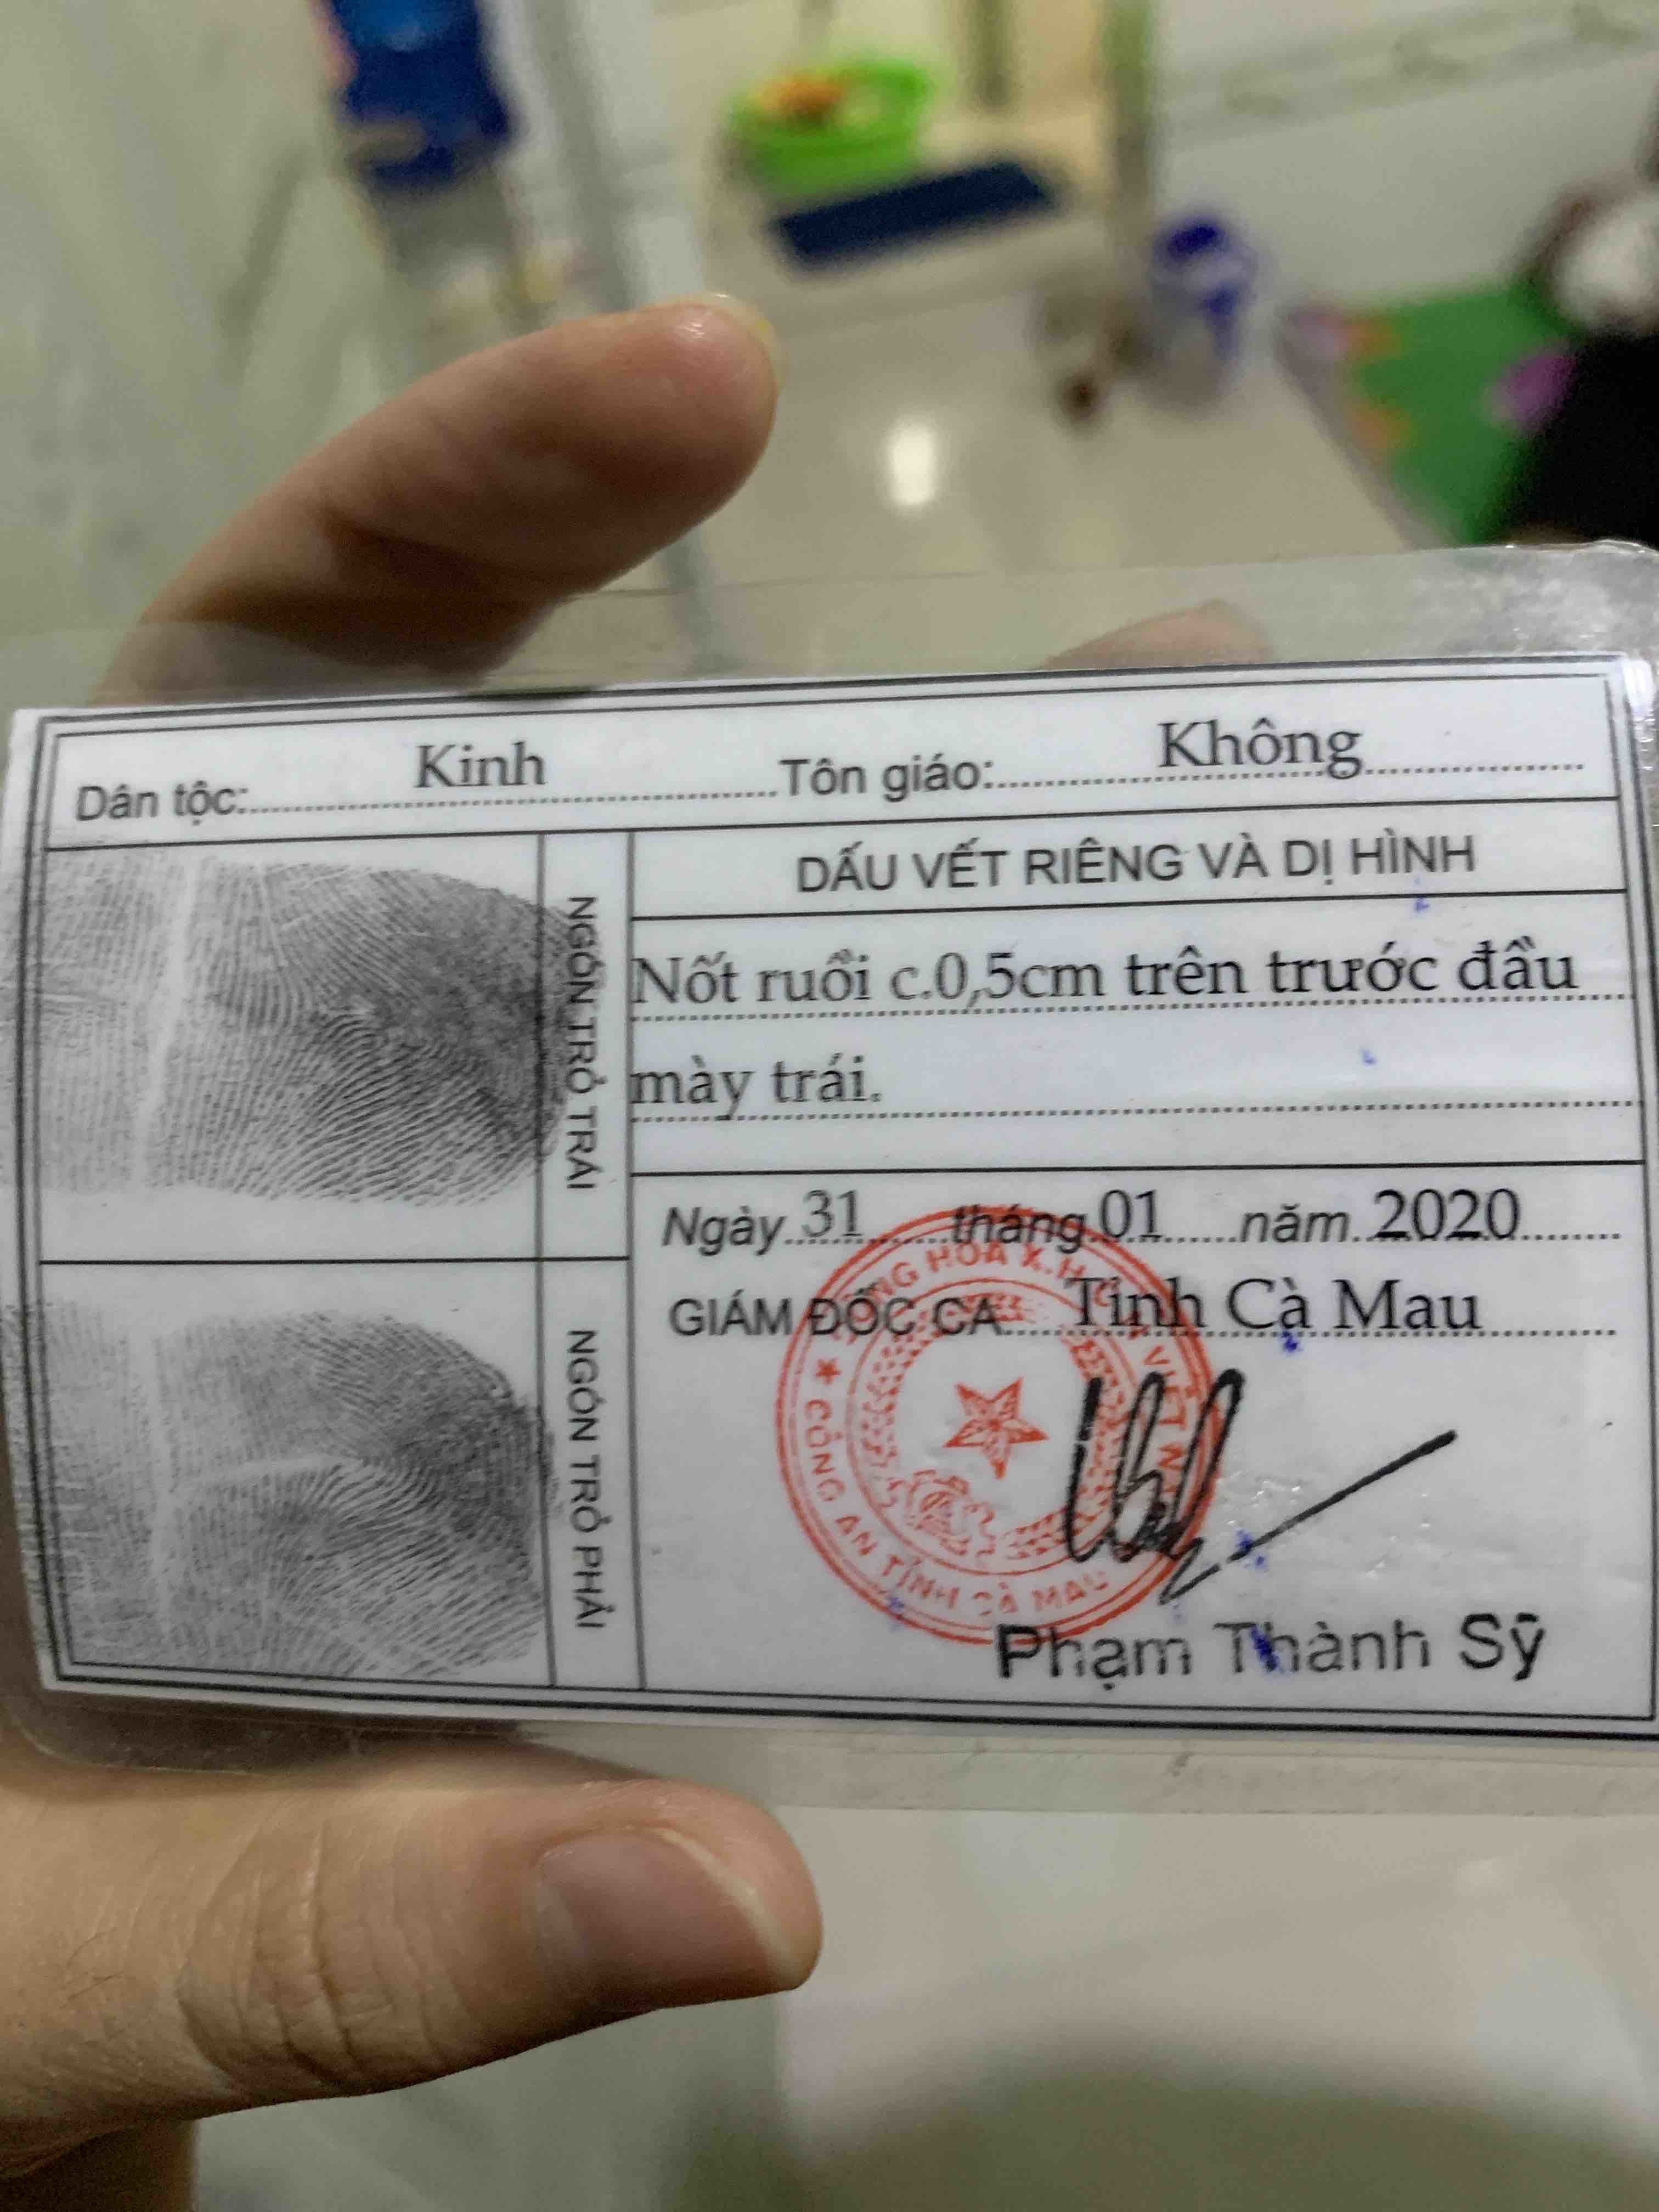 Dân tộc: Kinh Tôn giáo: Không
NGÓN TRỎ TRÁI
DẤU VẾT RIÊNG VÀ DỊ HÌNH
Nốt ruồi c.0,5cm trên trước đầu
mày trái.
Ngày 31 tháng 01 năm 2020
GIÁM ĐỐC CA Tỉnh Cà Mau
NGÓN TRỎ PHẢI
CÔNG AN TỈNH CÀ MAU
Phạm Thành Sỹ